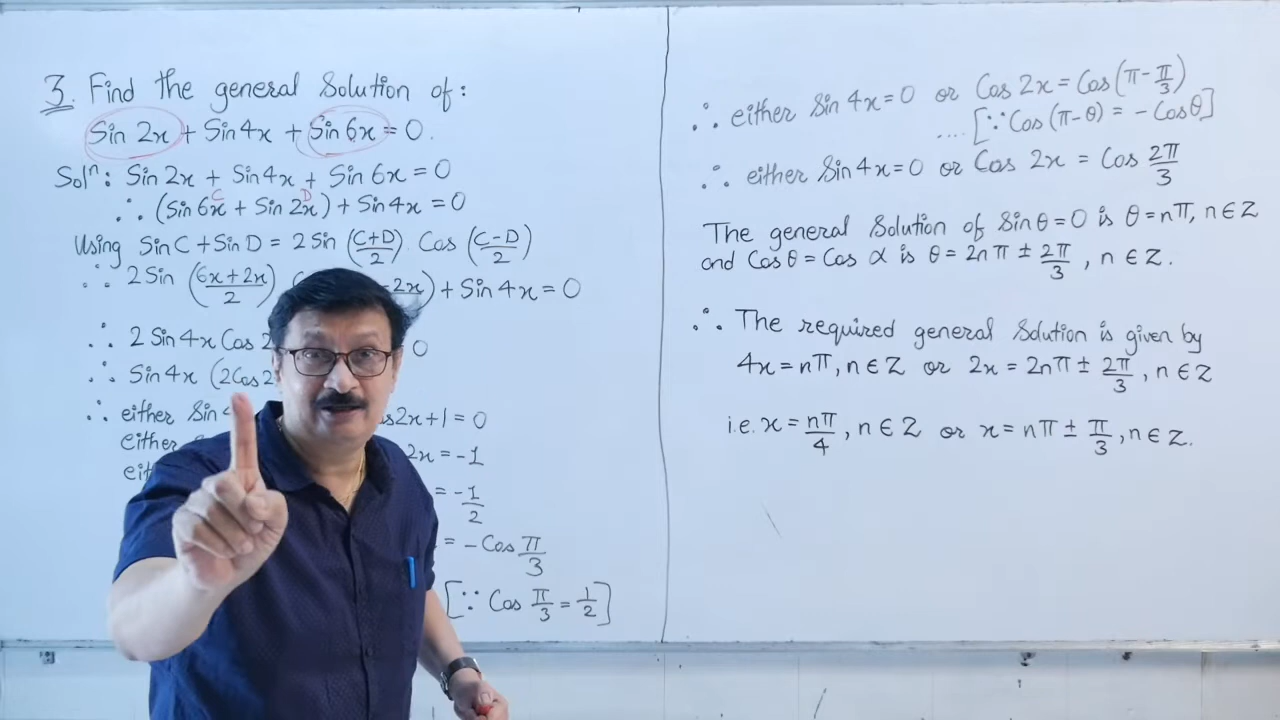 3. Find the general Solution of:
Sin 2x + Sin 4x + Sin 6x = 0.
Solⁿ: Sin 2x + Sin 4x + Sin 6x = 0
C D
∴ (Sin 6x + Sin 2x) + Sin 4x = 0
Using Sin C + Sin D = 2 Sin (C+D/2) Cos (C-D/2)
∴ 2 Sin (6x+2x/2) -2x) + Sin 4x = 0
∴ 2 Sin 4x Cos 2 0
∴ Sin 4x (2Cos 2
∴ either Sin 2x+1 = 0
either 2x = -1
= -1/2
= -Cos π/3
[∵ Cos π/3 = 1/2]
∴ either Sin 4x = 0 or Cos 2x = Cos (π - π/3)
.... [∵ Cos (π-θ) = -Cosθ]
∴ either Sin 4x = 0 or Cos 2x = Cos 2π/3
The general Solution of Sin θ = 0 is θ = nπ, n ∈ Z
and Cos θ = Cos α is θ = 2nπ ± 2π/3, n ∈ Z.
∴ The required general Solution is given by
4x = nπ, n ∈ Z or 2x = 2nπ ± 2π/3, n ∈ Z
i.e. x = nπ/4, n ∈ Z or x = nπ ± π/3, n ∈ Z.